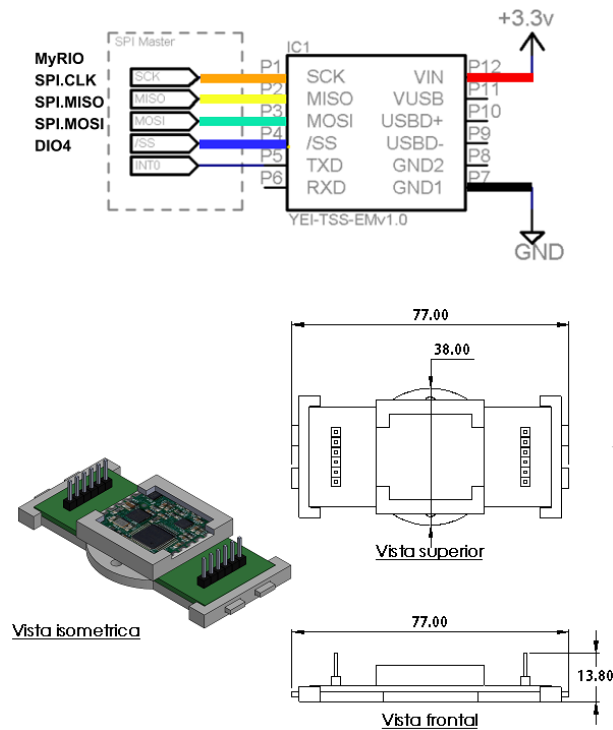 SPI Master
IC1
+3.3v
MyRIO
SPI.CLK SCK P1 SCK VIN P12
SPI.MISO MISO P2 MISO VUSB P11
SPI.MOSI MOSI P3 MOSI USBD+ P10
DIO4 /SS P4 /SS USBD- P9
INT0 P5 TXD GND2 P8
P6 RXD GND1 P7
YEI-TSS-EMv1.0
GND
77.00
38.00
Vista superior
Vista isometrica
77.00
13.80
Vista frontal